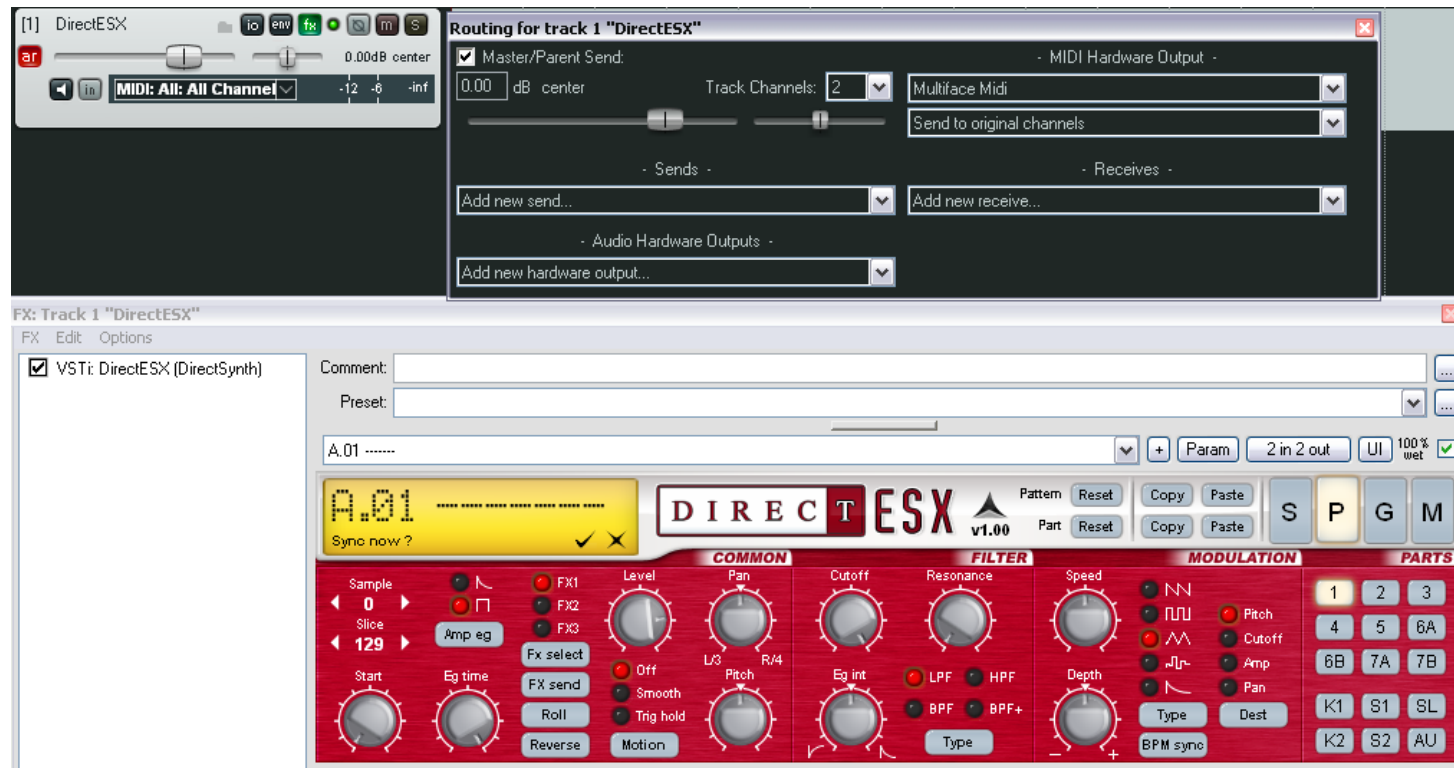 [1] DirectESX io env fx m S
ar 0.00dB center
in MIDI: All: All Channel -12 -6 -inf
Routing for track 1 "DirectESX"
Master/Parent Send: - MIDI Hardware Output -
0.00 dB center Track Channels: 2 Multiface Midi
Send to original channels
- Sends - - Receives -
Add new send... Add new receive...
- Audio Hardware Outputs -
Add new hardware output...
FX: Track 1 "DirectESX"
FX Edit Options
VSTi: DirectESX (DirectSynth) Comment: ...
Preset: ...
A.01 ------- + Param 2 in 2 out UI 100% wet
A.01 -------
Sync now ?
DIRECT ESX v1.00
Pattern Reset Copy Paste
Part Reset Copy Paste
S P G M
COMMON FILTER MODULATION PARTS
Sample 0
Slice 129
Start Eg time
Amp eg
FX1
FX2
FX3
Fx select
FX send
Roll
Reverse
Level Pan
L/3 R/4
Off
Smooth
Trig hold
Motion
Pitch
Cutoff Resonance
Eg int
LPF HPF
BPF BPF+
Type
Speed
Depth
- +
BPM sync
Type
Pitch
Cutoff
Amp
Pan
Dest
1 2 3
4 5 6A
6B 7A 7B
K1 S1 SL
K2 S2 AU